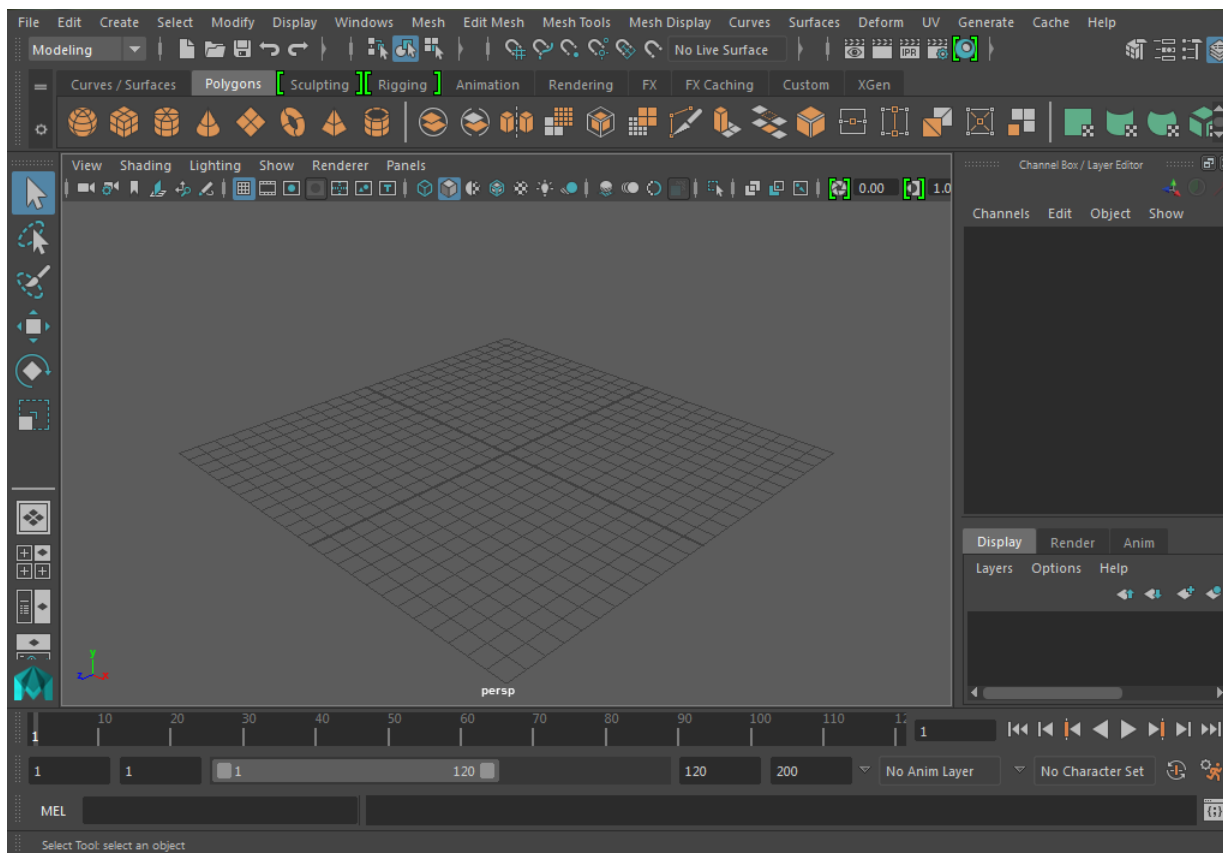 File Edit Create Select Modify Display Windows Mesh Edit Mesh Mesh Tools Mesh Display Curves Surfaces Deform UV Generate Cache Help
Modeling No Live Surface IPR
Curves / Surfaces Polygons Sculpting Rigging Animation Rendering FX FX Caching Custom XGen
View Shading Lighting Show Renderer Panels
0.00 1.0
Channel Box / Layer Editor
Channels Edit Object Show
Display Render Anim
Layers Options Help
y
z x
persp
10 20 30 40 50 60 70 80 90 100 110 12
1 1
1 1 1 120 120 200 No Anim Layer No Character Set
MEL
Select Tool: select an object